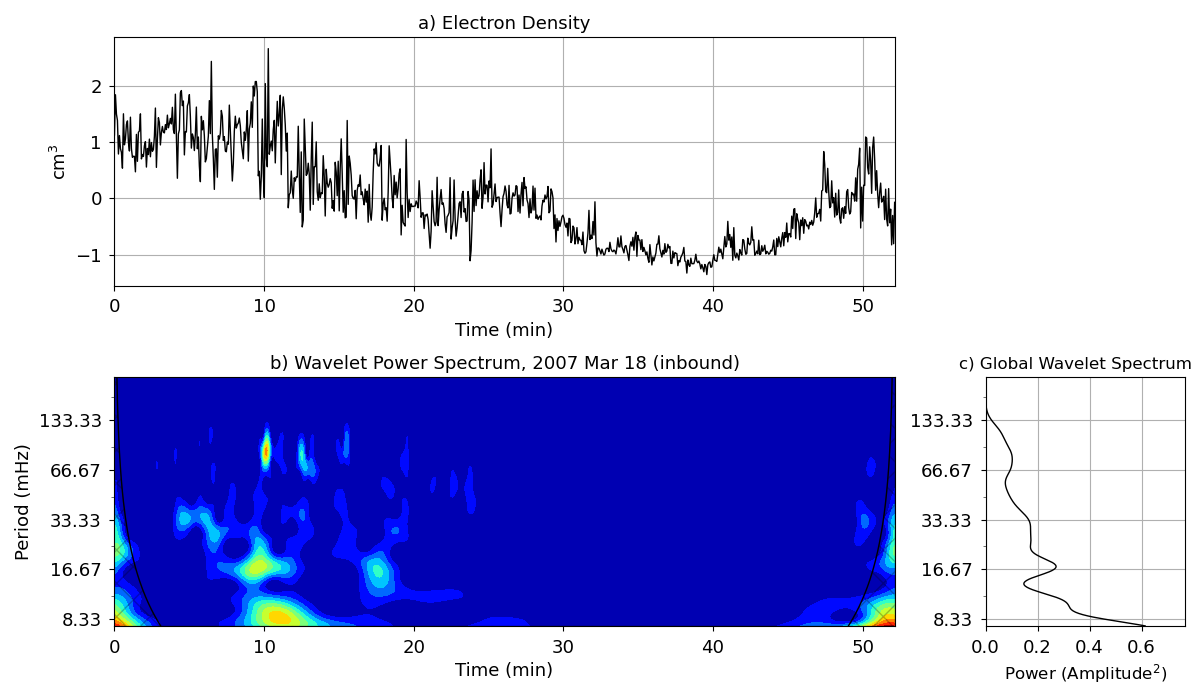 a) Electron Density
cm³
2
1
0
−1
0 10 20 30 40 50
Time (min)
b) Wavelet Power Spectrum, 2007 Mar 18 (inbound)
Period (mHz)
133.33
66.67
33.33
16.67
8.33
0 10 20 30 40 50
Time (min)
c) Global Wavelet Spectrum
133.33
66.67
33.33
16.67
8.33
0.0 0.2 0.4 0.6
Power (Amplitude²)